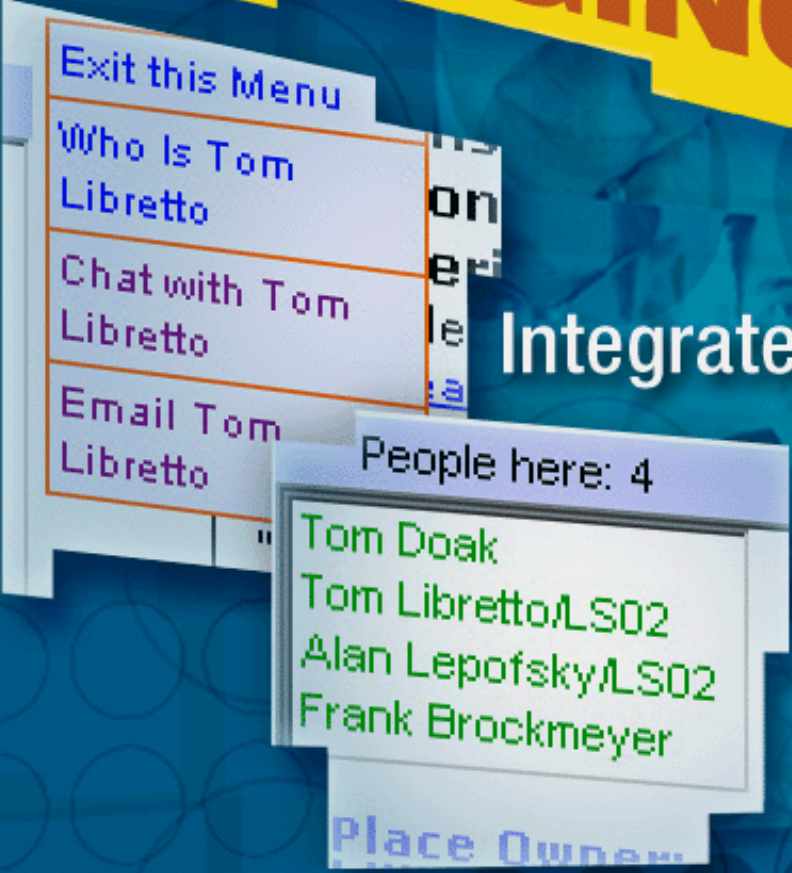 Exit this Menu
Who Is Tom
Libretto
on
Chat with Tom
Libretto
Integrate
Email Tom
Libretto
People here: 4
Tom Doak
Tom Libretto/LS02
Alan Lepofsky/LS02
Frank Brockmeyer
Place Owner: